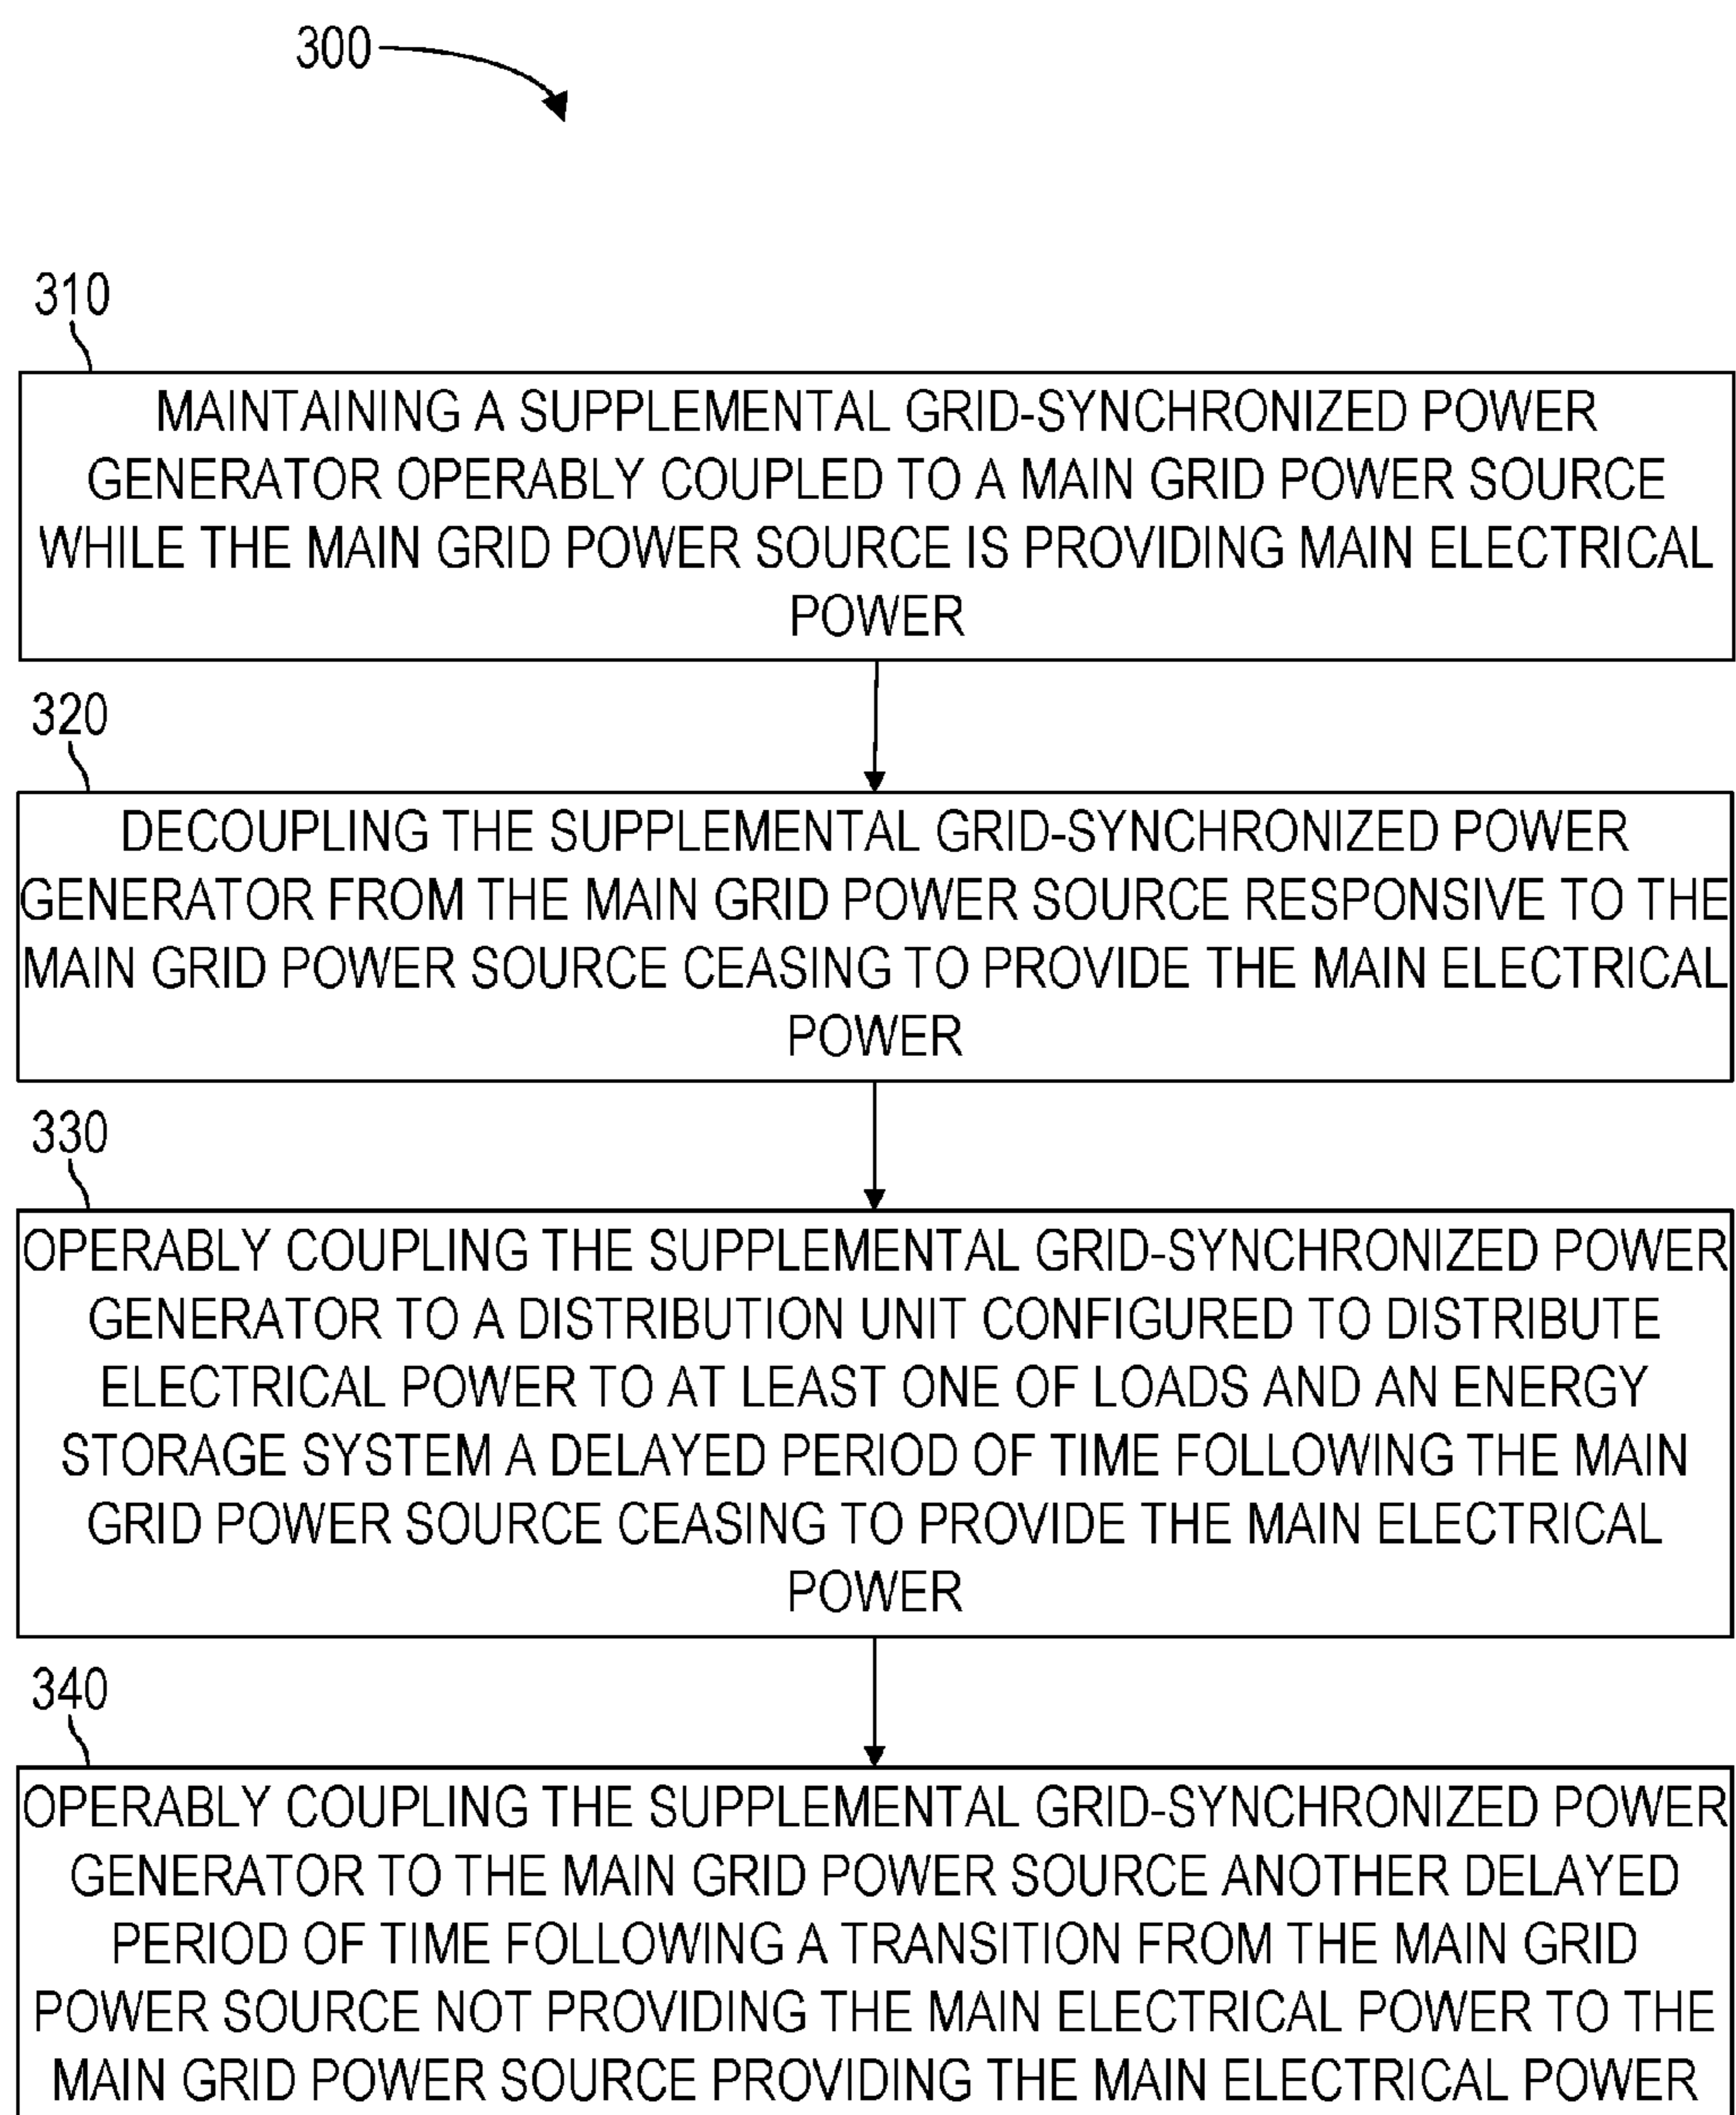 300
310
MAINTAINING A SUPPLEMENTAL GRID-SYNCHRONIZED POWER
GENERATOR OPERABLY COUPLED TO A MAIN GRID POWER SOURCE
WHILE THE MAIN GRID POWER SOURCE IS PROVIDING MAIN ELECTRICAL
POWER
320
DECOUPLING THE SUPPLEMENTAL GRID-SYNCHRONIZED POWER
GENERATOR FROM THE MAIN GRID POWER SOURCE RESPONSIVE TO THE
MAIN GRID POWER SOURCE CEASING TO PROVIDE THE MAIN ELECTRICAL
POWER
330
OPERABLY COUPLING THE SUPPLEMENTAL GRID-SYNCHRONIZED POWER
GENERATOR TO A DISTRIBUTION UNIT CONFIGURED TO DISTRIBUTE
ELECTRICAL POWER TO AT LEAST ONE OF LOADS AND AN ENERGY
STORAGE SYSTEM A DELAYED PERIOD OF TIME FOLLOWING THE MAIN
GRID POWER SOURCE CEASING TO PROVIDE THE MAIN ELECTRICAL
POWER
340
OPERABLY COUPLING THE SUPPLEMENTAL GRID-SYNCHRONIZED POWER
GENERATOR TO THE MAIN GRID POWER SOURCE ANOTHER DELAYED
PERIOD OF TIME FOLLOWING A TRANSITION FROM THE MAIN GRID
POWER SOURCE NOT PROVIDING THE MAIN ELECTRICAL POWER TO THE
MAIN GRID POWER SOURCE PROVIDING THE MAIN ELECTRICAL POWER